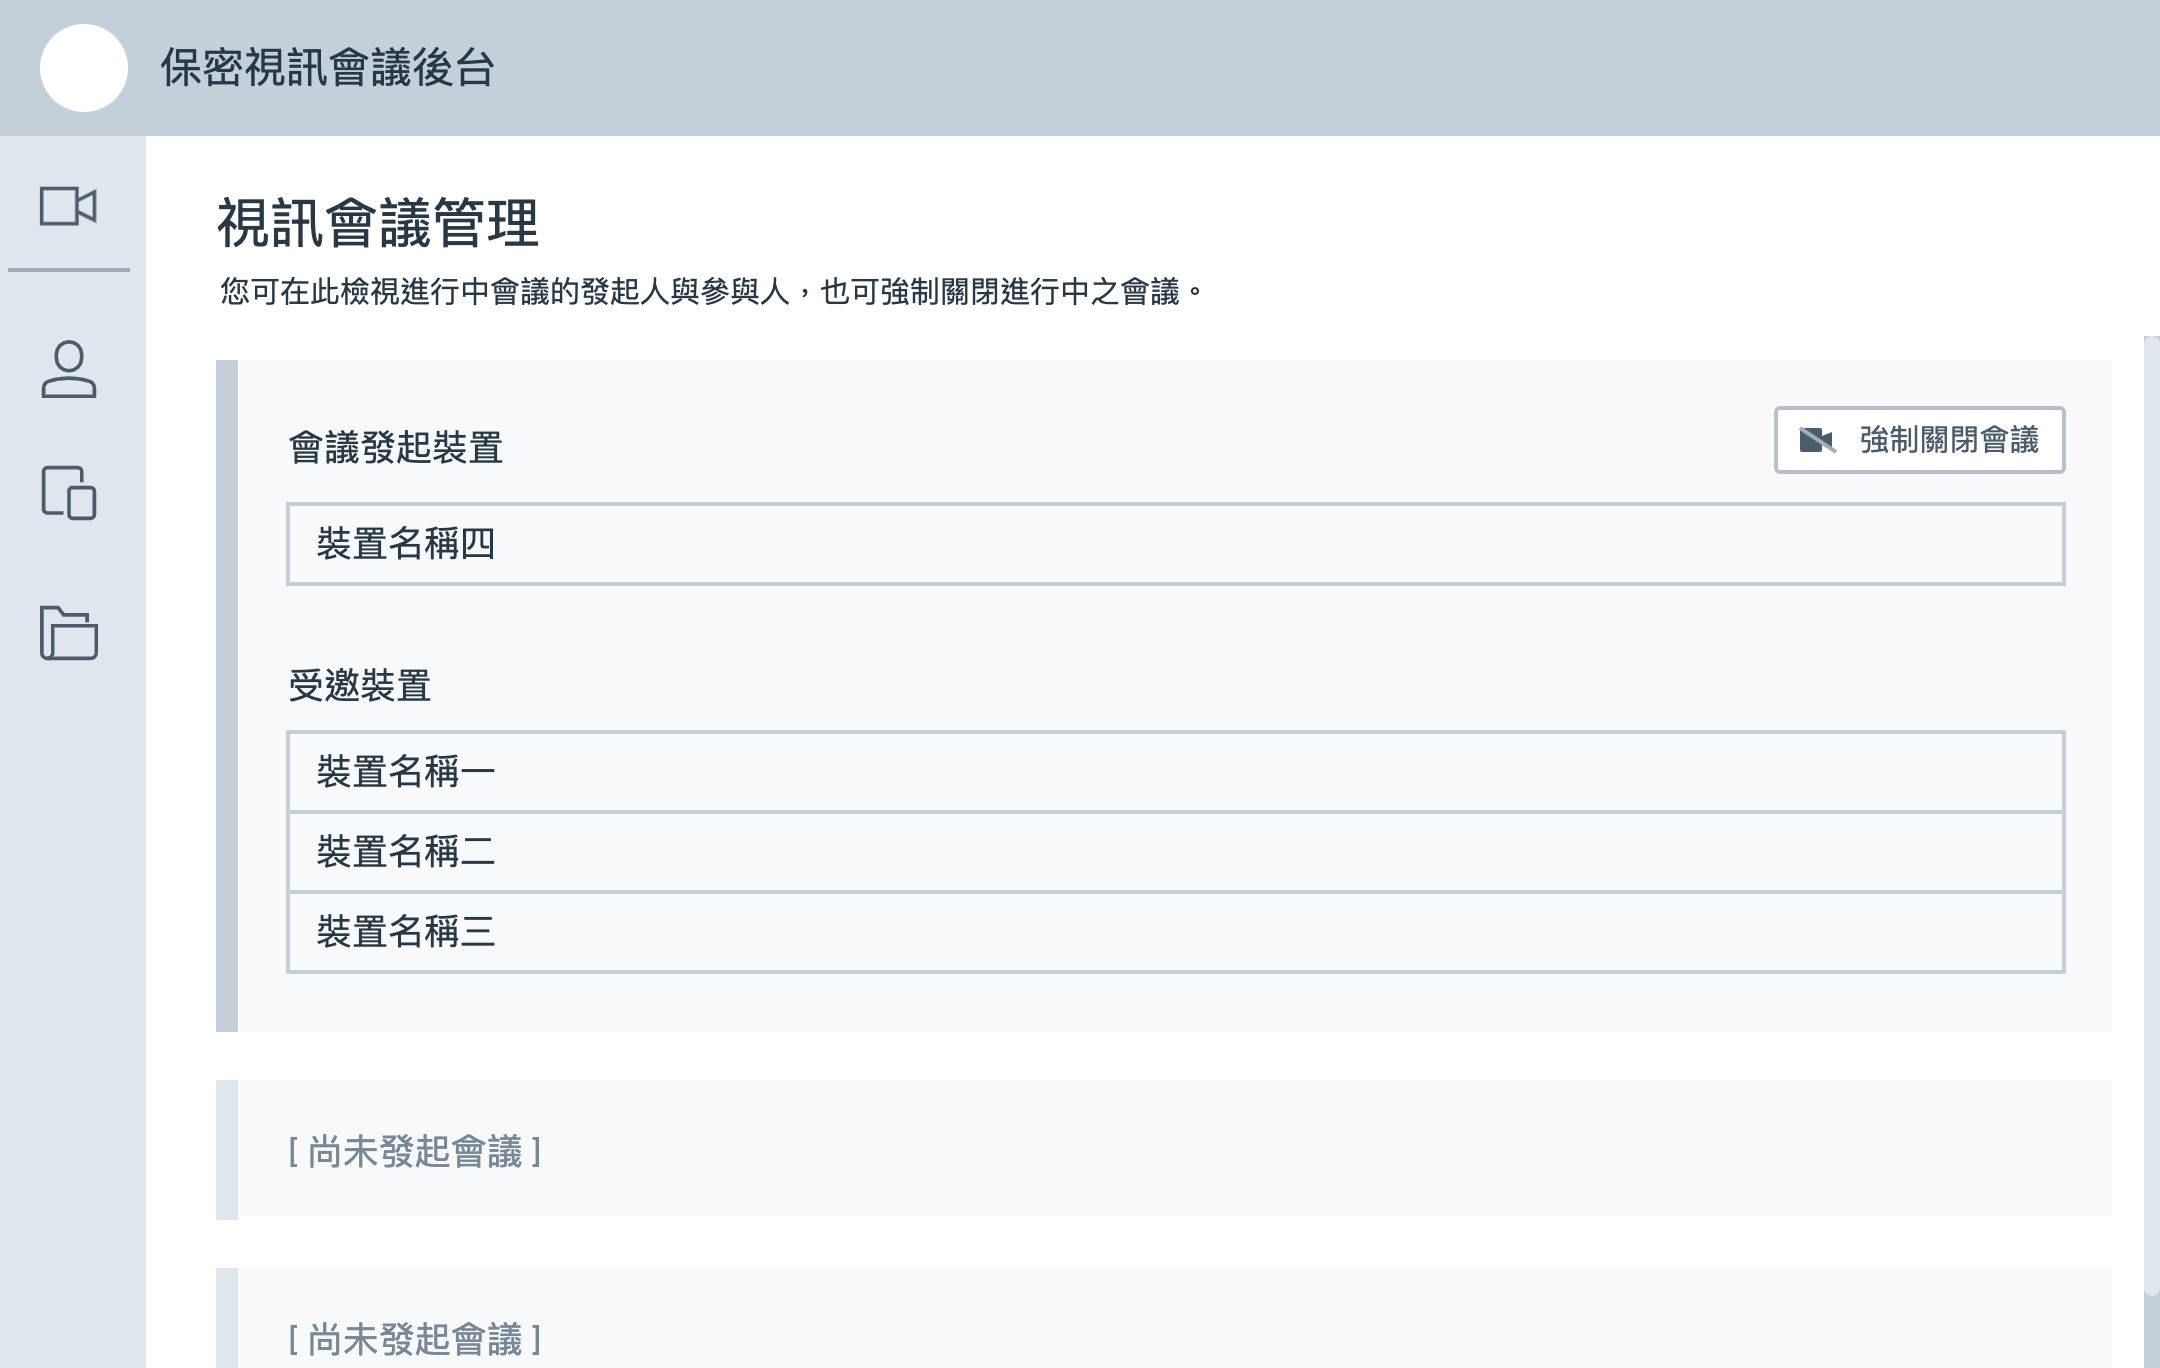 保密視訊會議後台
視訊會議管理
您可在此檢視進行中會議的發起人與參與人，也可強制關閉進行中之會議。
會議發起裝置
強制關閉會議
裝置名稱四
受邀裝置
裝置名稱一
裝置名稱二
裝置名稱三
[ 尚未發起會議 ]
[ 尚未發起會議 ]